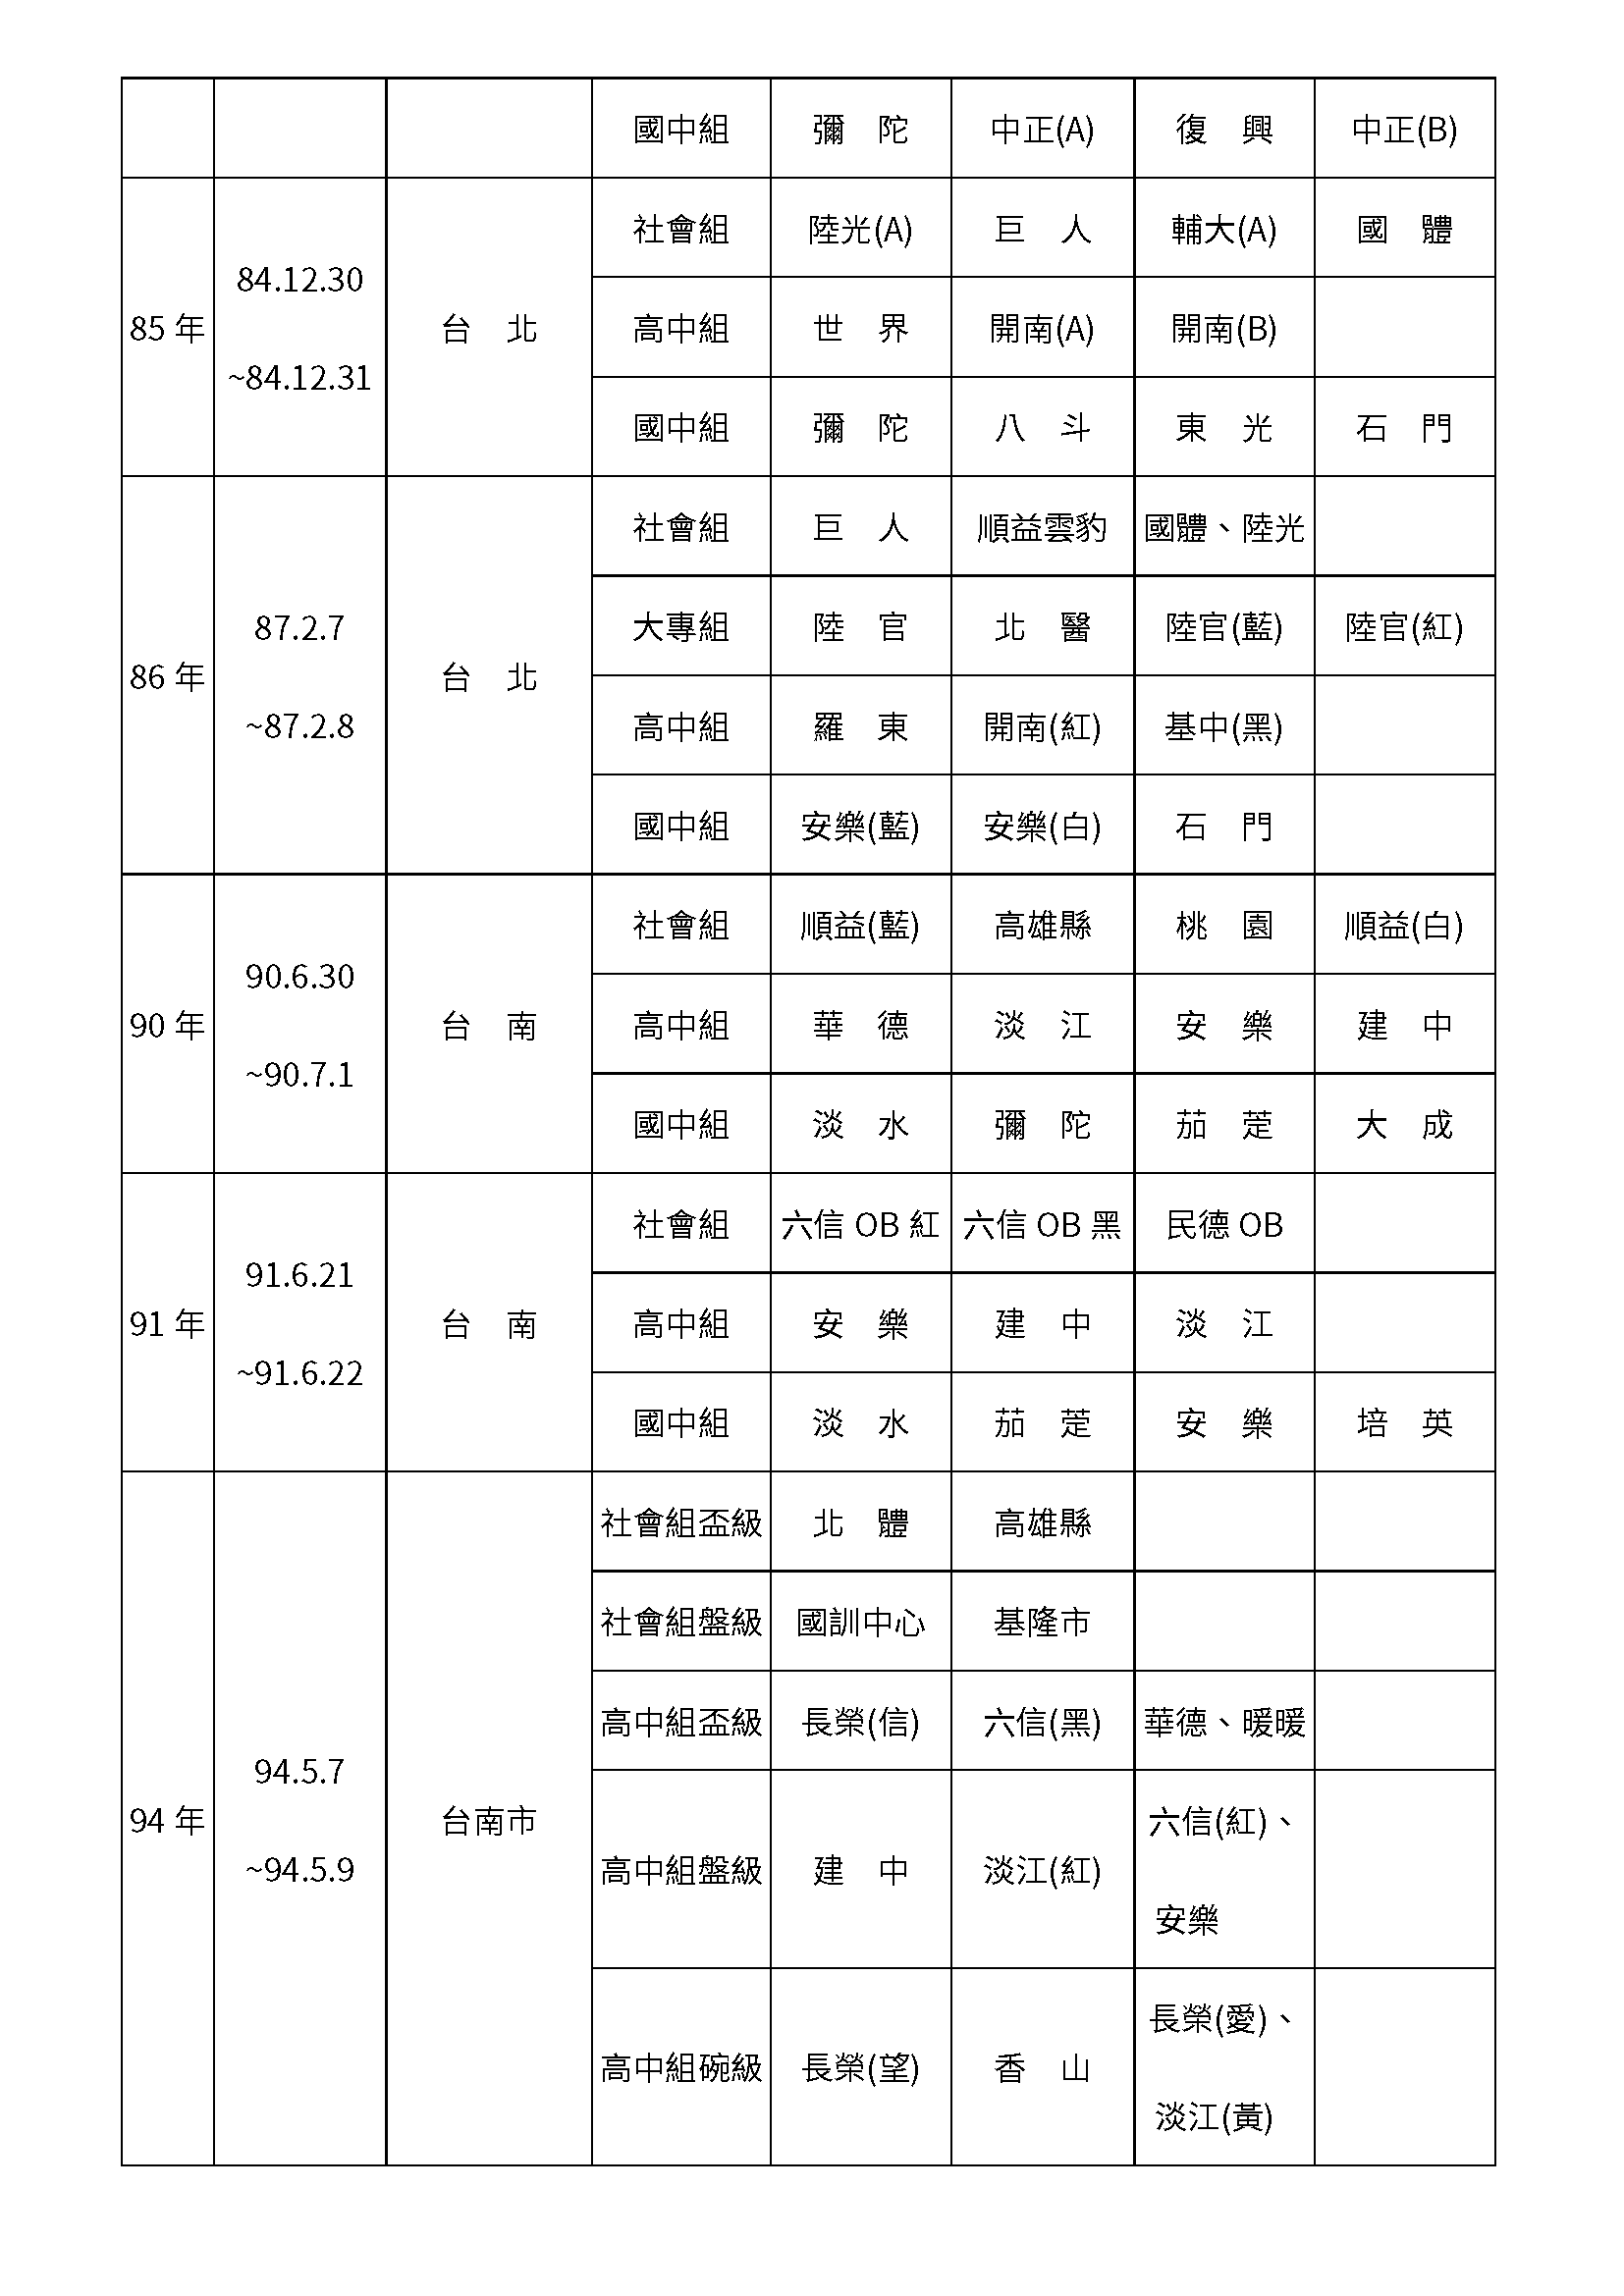 國中組 彌　陀 中正(A) 復　興 中正(B)
社會組 陸光(A) 巨　人 輔大(A) 國　體
84.12.30
85 年 台　北 高中組 世　界 開南(A) 開南(B)
~84.12.31
國中組 彌　陀 八　斗 東　光 石　門
社會組 巨　人 順益雲豹 國體、陸光
87.2.7 大專組 陸　官 北　醫 陸官(藍) 陸官(紅)
86 年 台　北
~87.2.8 高中組 羅　東 開南(紅) 基中(黑)
國中組 安樂(藍) 安樂(白) 石　門
社會組 順益(藍) 高雄縣 桃　園 順益(白)
90.6.30
90 年 台　南 高中組 華　德 淡　江 安　樂 建　中
~90.7.1
國中組 淡　水 彌　陀 茄　萣 大　成
社會組 六信 OB 紅 六信 OB 黑 民德 OB
91.6.21
91 年 台　南 高中組 安　樂 建　中 淡　江
~91.6.22
國中組 淡　水 茄　萣 安　樂 培　英
社會組盃級 北　體 高雄縣
社會組盤級 國訓中心 基隆市
高中組盃級 長榮(信) 六信(黑) 華德、暖暖
94.5.7
94 年 台南市 六信(紅)、
~94.5.9 高中組盤級 建　中 淡江(紅)
安樂
長榮(愛)、
高中組碗級 長榮(望) 香　山
淡江(黃)